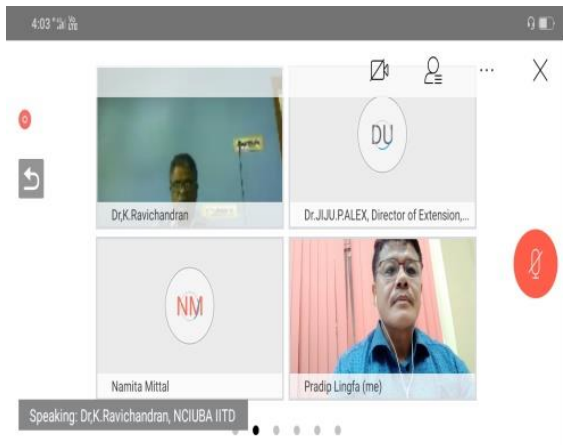 4:03
DU
Dr,K.Ravichandran
Dr.JIJU.P.ALEX, Director of Extension,...
NM
Namita Mittal
Pradip Lingfa (me)
Speaking: Dr,K.Ravichandran, NCIUBA IITD